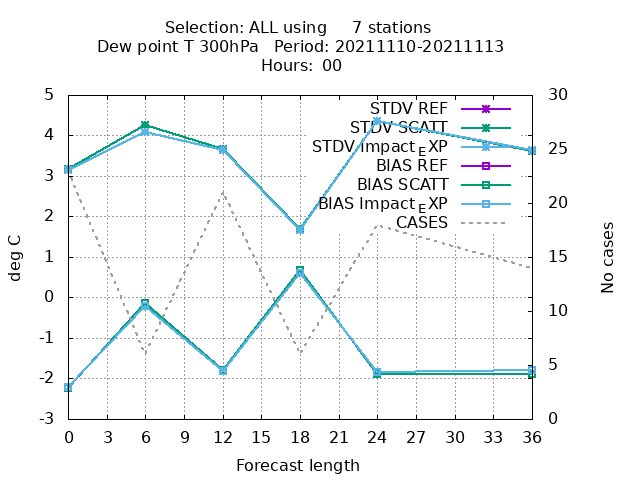 Selection: ALL using     7 stations
Dew point T 300hPa   Period: 20211110-20211113
Hours:  00
5
4
3
2
1
0
-1
-2
-3
deg C
STDV REF
STDV SCATT
STDV Impact_EXP
BIAS REF
BIAS SCATT
BIAS Impact_EXP
CASES
30
25
20
15
10
5
0
No cases
0 3 6 9 12 15 18 21 24 27 30 33 36
Forecast length